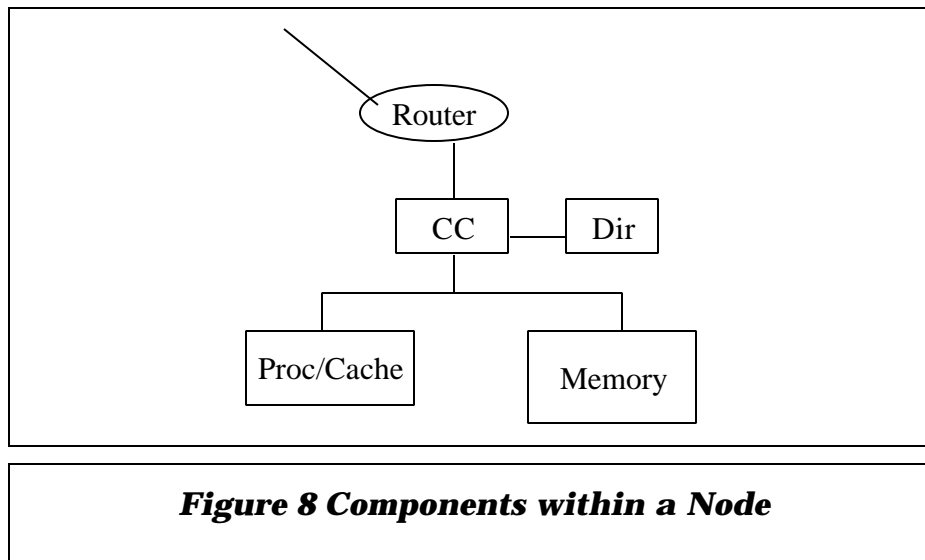 Router
CC
Dir
Proc/Cache
Memory
Figure 8 Components within a Node